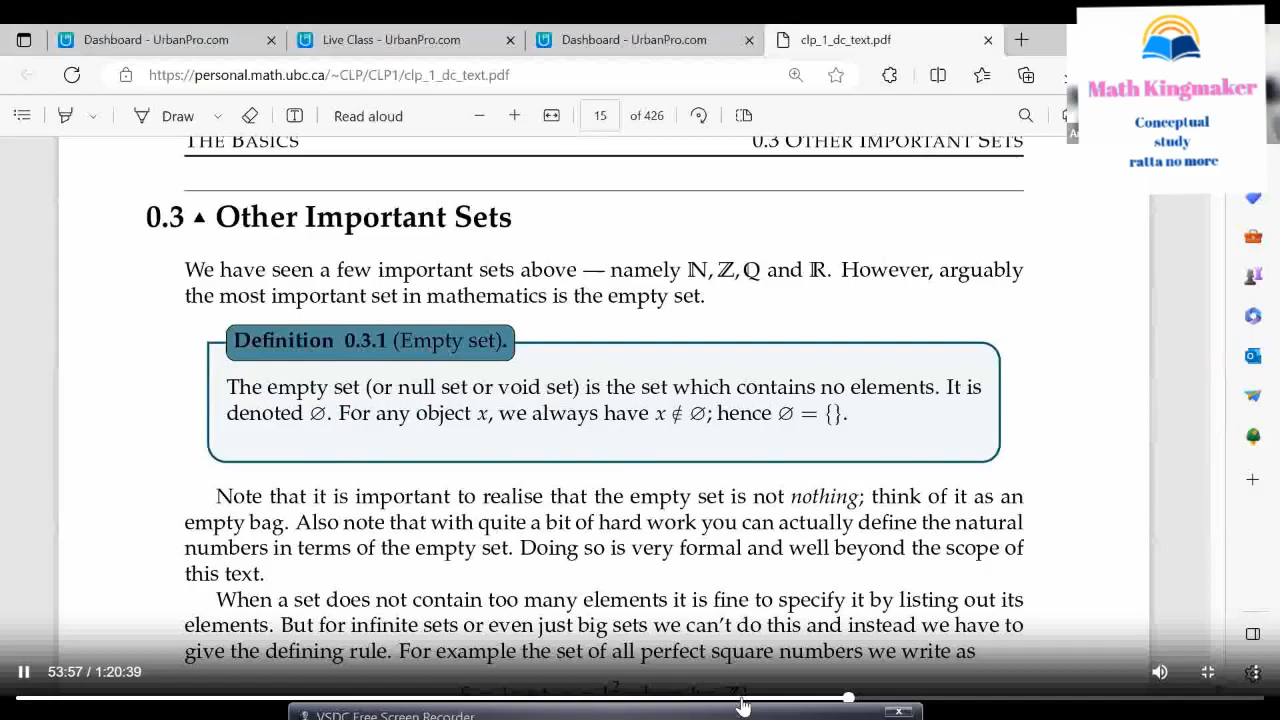 Dashboard - UrbanPro.com
Live Class - UrbanPro.com
Dashboard - UrbanPro.com
clp_1_dc_text.pdf
https://personal.math.ubc.ca/~CLP/CLP1/clp_1_dc_text.pdf
Draw
Read aloud
15 of 426
Math Kingmaker
Conceptual
study
ratta no more
THE BASICS 0.3 OTHER IMPORTANT SETS
0.3▲ Other Important Sets
We have seen a few important sets above — namely ℕ, ℤ, ℚ and ℝ. However, arguably
the most important set in mathematics is the empty set.
Definition 0.3.1 (Empty set).
The empty set (or null set or void set) is the set which contains no elements. It is
denoted ∅. For any object x, we always have x ∉ ∅; hence ∅ = {}.
Note that it is important to realise that the empty set is not nothing; think of it as an
empty bag. Also note that with quite a bit of hard work you can actually define the natural
numbers in terms of the empty set. Doing so is very formal and well beyond the scope of
this text.
When a set does not contain too many elements it is fine to specify it by listing out its
elements. But for infinite sets or even just big sets we can't do this and instead we have to
give the defining rule. For example the set of all perfect square numbers we write as
53:57 / 1:20:39
VSDC Free Screen Recorder